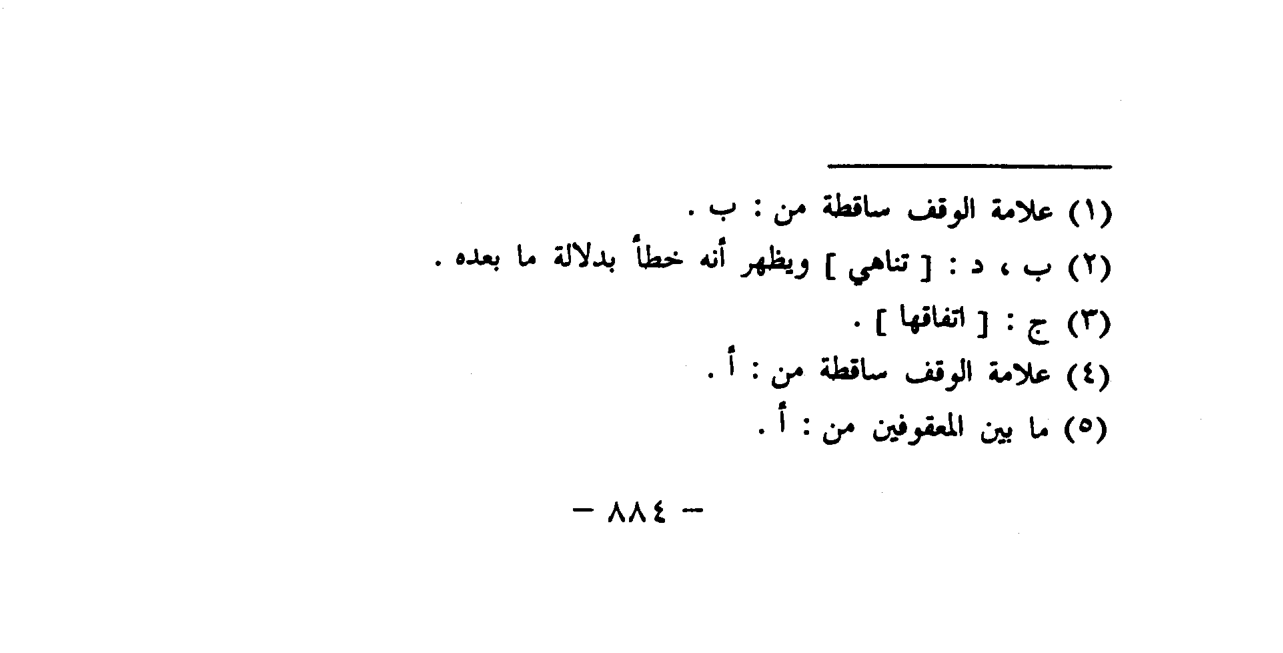 (١) علامة الوقف ساقطة من : ب .
(٢) ب ، د : [ تناهي ] ويظهر أنه خطأ بدلالة ما بعده .
(٣) ج : [ اتفاقها ] .
(٤) علامة الوقف ساقطة من : أ .
(٥) ما بين المعقوفين من : أ .
– ٨٨٤ –